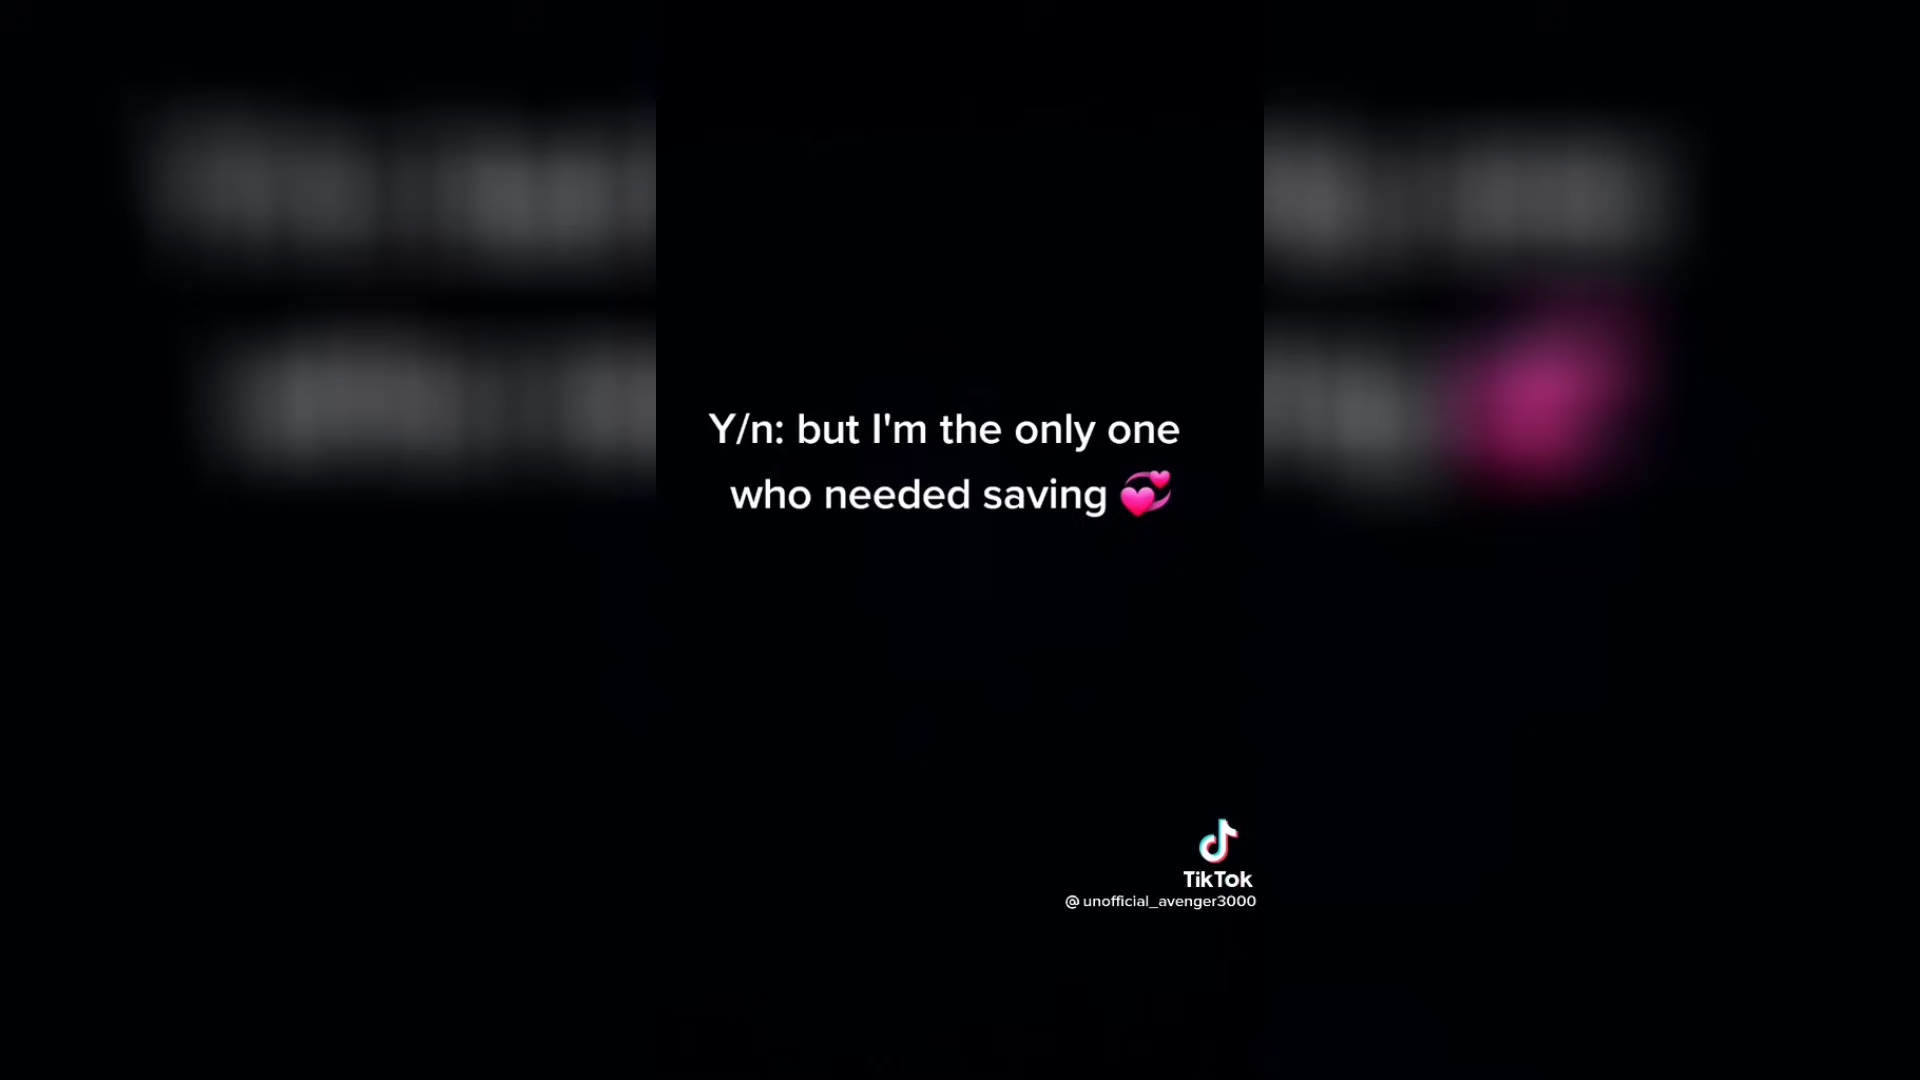 Y/n: but I'm the only one
who needed saving 💞
TikTok
@unofficial_avenger3000